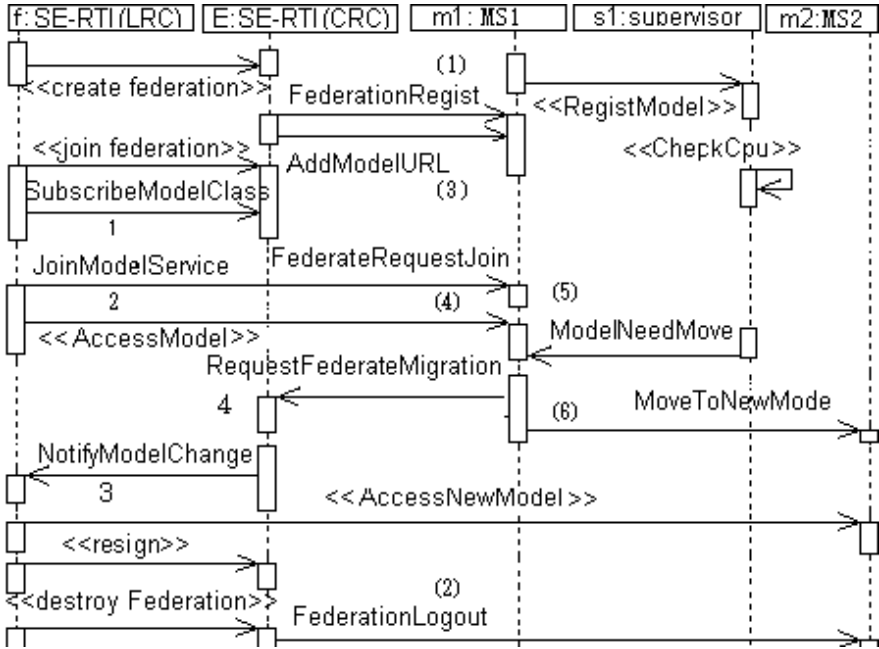 f: SE-RTI(LRC) E:SE-RTI(CRC) m1: MS1 s1:supervisor m2:MS2
(1)
<<create federation>>
FederationRegist
<<RegistModel>>
<<join federation>>
AddModelURL
<<ChepkCpu>>
SubscribeModelClass
(3)
1
JoinModelService
FederateRequestJoin
2
(4)
(5)
<<AccessModel>>
ModelNeedMove
RequestFederateMigration
4
(6)
MoveToNewMode
NotifyModelChange
3
<<AccessNewModel>>
<<resign>>
(2)
<<destroy Federation>>
FederationLogout